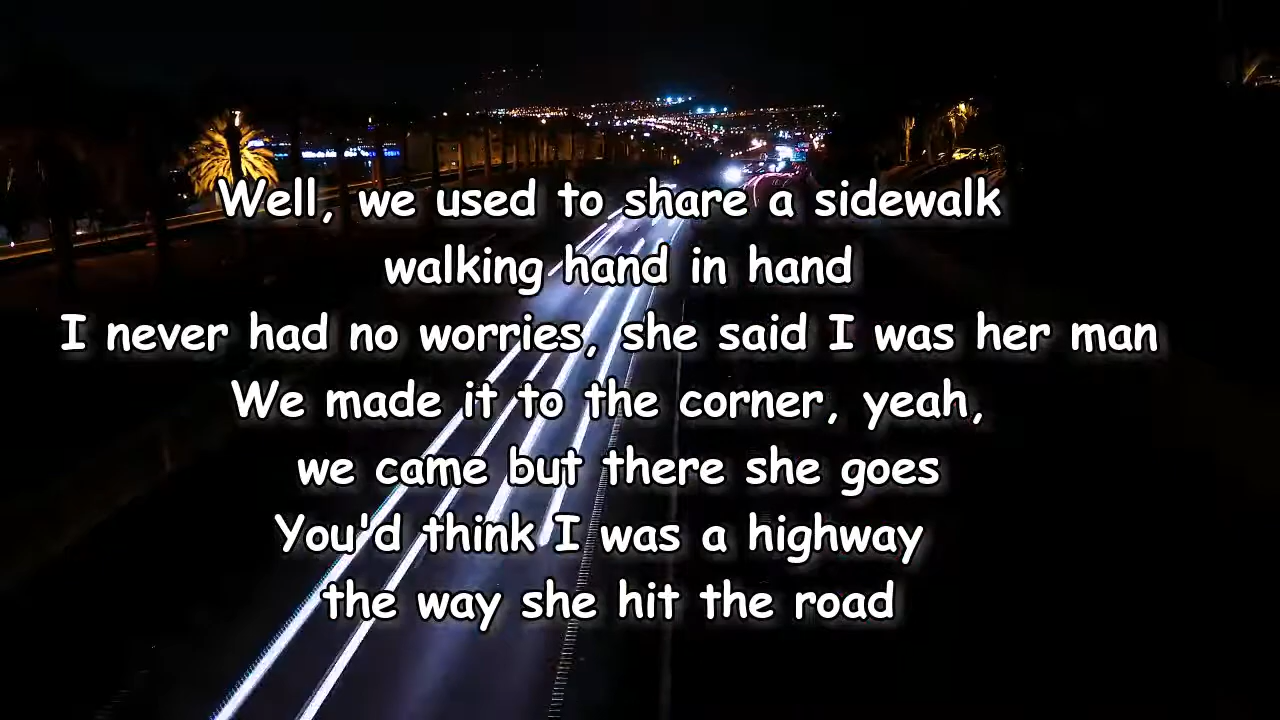 Well, we used to share a sidewalk
walking hand in hand
I never had no worries, she said I was her man
We made it to the corner, yeah,
we came but there she goes
You'd think I was a highway
the way she hit the road